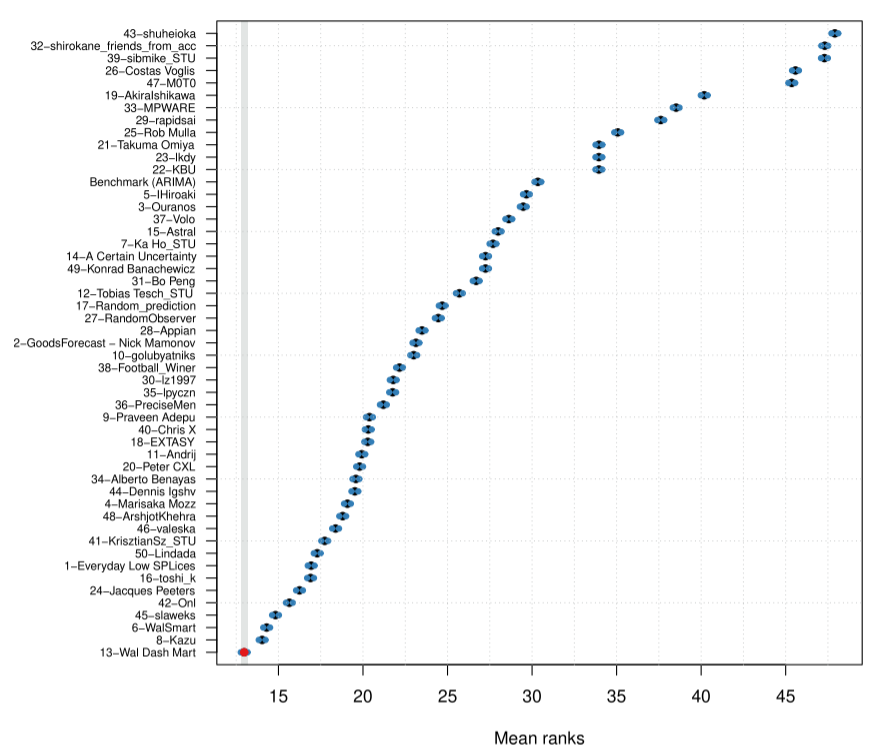 43−shuheioka
32−shirokane_friends_from_acc
39−sibmike_STU
26−Costas Voglis
47−M0T0
19−AkiraIshikawa
33−MPWARE
29−rapidsai
25−Rob Mulla
21−Takuma Omiya
23−Ikdy
22−KBU
Benchmark (ARIMA)
5−IHiroaki
3−Ouranos
37−Volo
15−Astral
7−Ka Ho_STU
14−A Certain Uncertainty
49−Konrad Banachewicz
31−Bo Peng
12−Tobias Tesch_STU
17−Random_prediction
27−RandomObserver
28−Appian
2−GoodsForecast − Nick Mamonov
10−golubyatniks
38−Football_Winer
30−lz1997
35−lpyczn
36−PreciseMen
9−Praveen Adepu
40−Chris X
18−EXTASY
11−Andrij
20−Peter CXL
34−Alberto Benayas
44−Dennis Igshv
4−Marisaka Mozz
48−ArshjotKhehra
46−valeska
41−KrisztianSz_STU
50−Lindada
1−Everyday Low SPLices
16−toshi_k
24−Jacques Peeters
42−Onl
45−slaweks
6−WalSmart
8−Kazu
13−Wal Dash Mart
15 20 25 30 35 40 45
Mean ranks